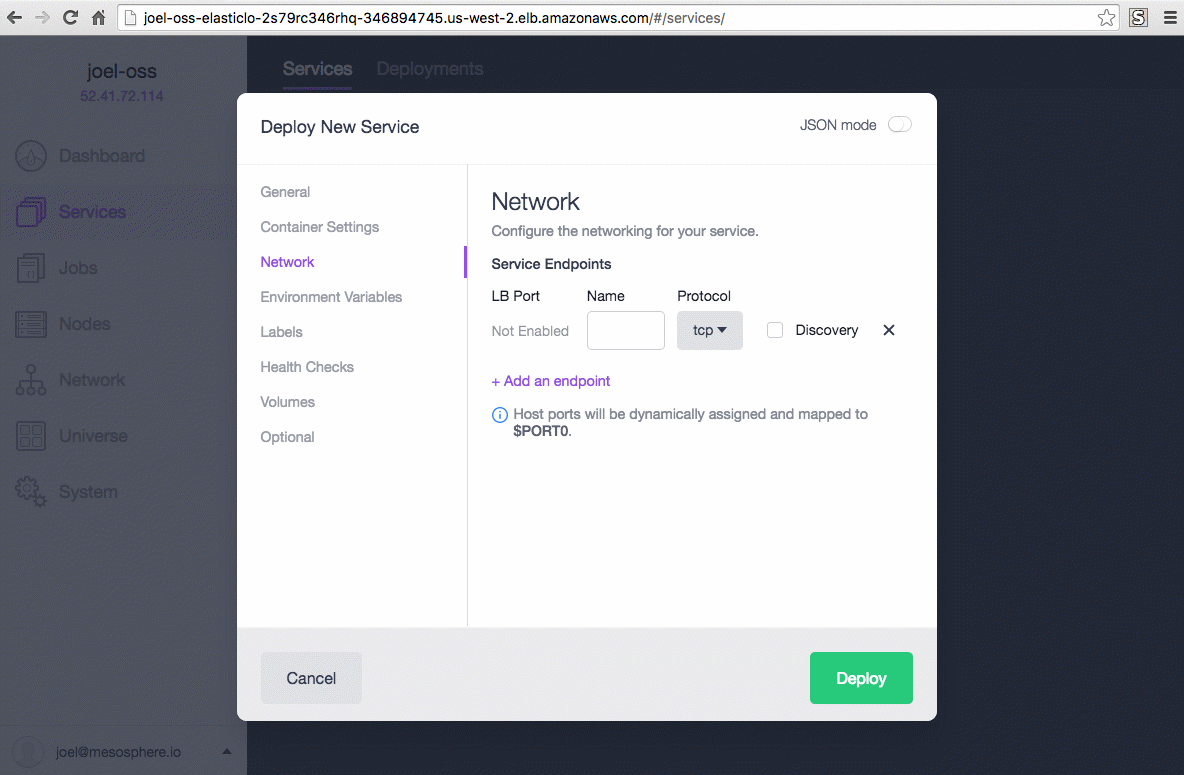 joel-oss-elasticlo-2s79rc346rhq-346894745.us-west-2.elb.amazonaws.com/#/services/
S
joel-oss
52.41.72.114
Services Deployments
Dashboard
Services
Jobs
Nodes
Network
Universe
System
joel@mesosphere.io
Deploy New Service
JSON mode
General
Container Settings
Network
Environment Variables
Labels
Health Checks
Volumes
Optional
Network
Configure the networking for your service.
Service Endpoints
LB Port Name Protocol
Not Enabled tcp Discovery
+ Add an endpoint
Host ports will be dynamically assigned and mapped to
$PORT0.
Cancel
Deploy